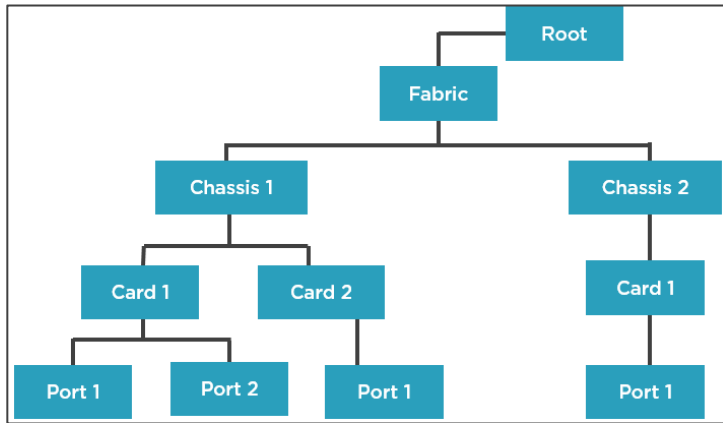 Root
Fabric
Chassis 1
Chassis 2
Card 1
Card 2
Card 1
Port 1
Port 2
Port 1
Port 1